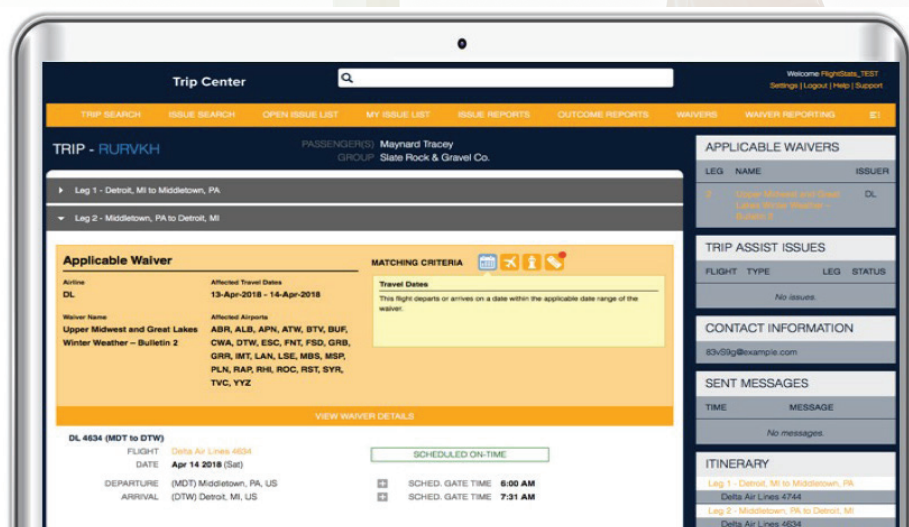 Trip Center
Welcome FlightStats_TEST
Settings | Logout | Help | Support
TRIP SEARCH ISSUE SEARCH OPEN ISSUE LIST MY ISSUE LIST ISSUE REPORTS OUTCOME REPORTS WAIVERS WAIVER REPORTING
TRIP - RURVKH
PASSENGER(S) Maynard Tracey
GROUP Slate Rock & Gravel Co.
Leg 1 - Detroit, MI to Middletown, PA
Leg 2 - Middletown, PA to Detroit, MI
Applicable Waiver
Airline
DL
Affected Travel Dates
13-Apr-2018 - 14-Apr-2018
Waiver Name
Upper Midwest and Great Lakes
Winter Weather – Bulletin 2
Affected Airports
ABR, ALB, APN, ATW, BTV, BUF,
CWA, DTW, ESC, FNT, FSD, GRB,
GRR, IMT, LAN, LSE, MBS, MSP,
PLN, RAP, RHI, ROC, RST, SYR,
TVC, YYZ
MATCHING CRITERIA
Travel Dates
This flight departs or arrives on a date within the applicable date range of the
waiver.
VIEW WAIVER DETAILS
DL 4634 (MDT to DTW)
FLIGHT Delta Air Lines 4634
DATE Apr 14 2018 (Sat)
SCHEDULED ON-TIME
DEPARTURE (MDT) Middletown, PA, US SCHED. GATE TIME 6:00 AM
ARRIVAL (DTW) Detroit, MI, US SCHED. GATE TIME 7:31 AM
APPLICABLE WAIVERS
LEG NAME ISSUER
2 Upper Midwest and Great DL
Lakes Winter Weather –
Bulletin 2
TRIP ASSIST ISSUES
FLIGHT TYPE LEG STATUS
No issues.
CONTACT INFORMATION
63vS9g@example.com
SENT MESSAGES
TIME MESSAGE
No messages.
ITINERARY
Leg 1 - Detroit, MI to Middletown, PA
Delta Air Lines 4744
Leg 2 - Middletown, PA to Detroit, MI
Delta Air Lines 4634